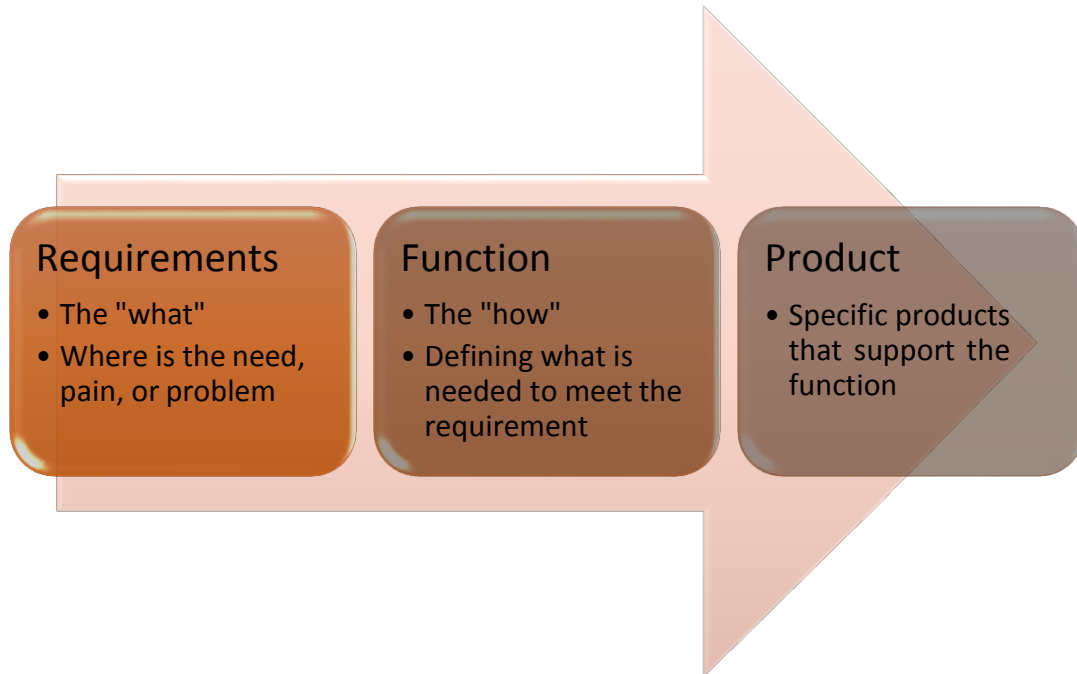 Requirements
• The "what"
• Where is the need,
pain, or problem
Function
• The "how"
• Defining what is
needed to meet the
requirement
Product
• Specific products
that support the
function